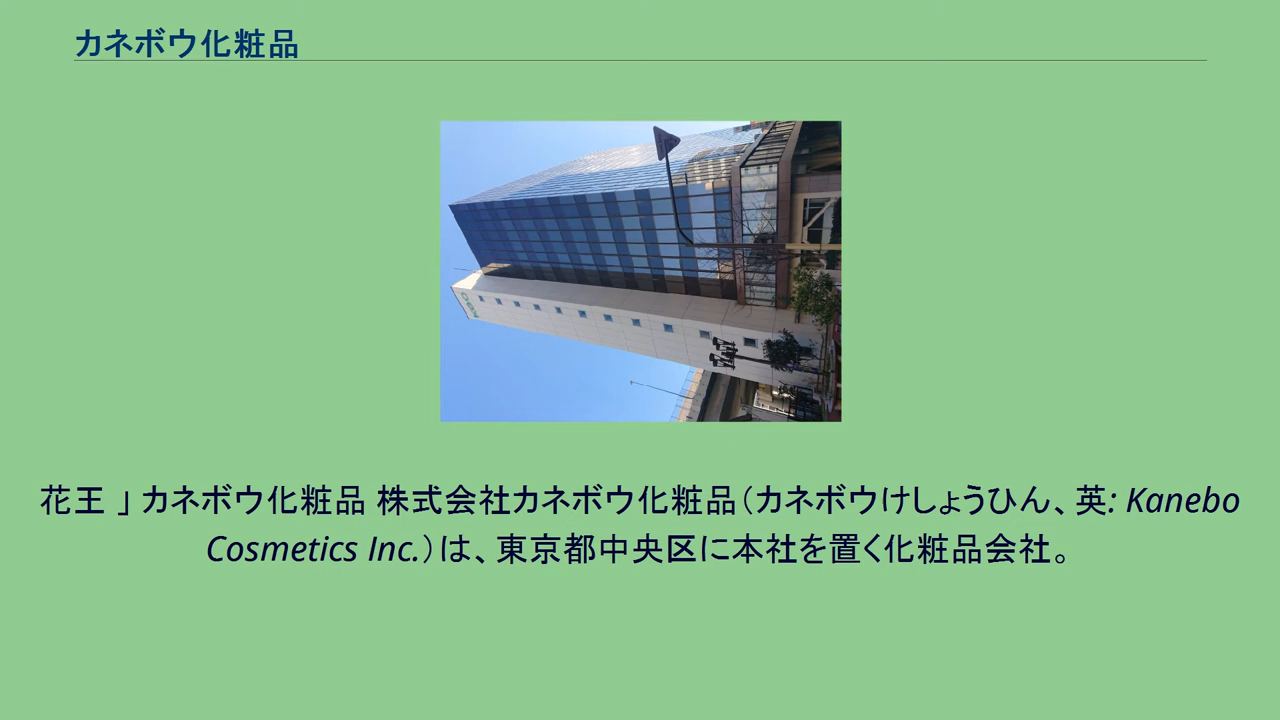 カネボウ化粧品
花王 」 カネボウ化粧品 株式会社カネボウ化粧品（カネボウけしょうひん、英: Kanebo
Cosmetics Inc.）は、東京都中央区に本社を置く化粧品会社。